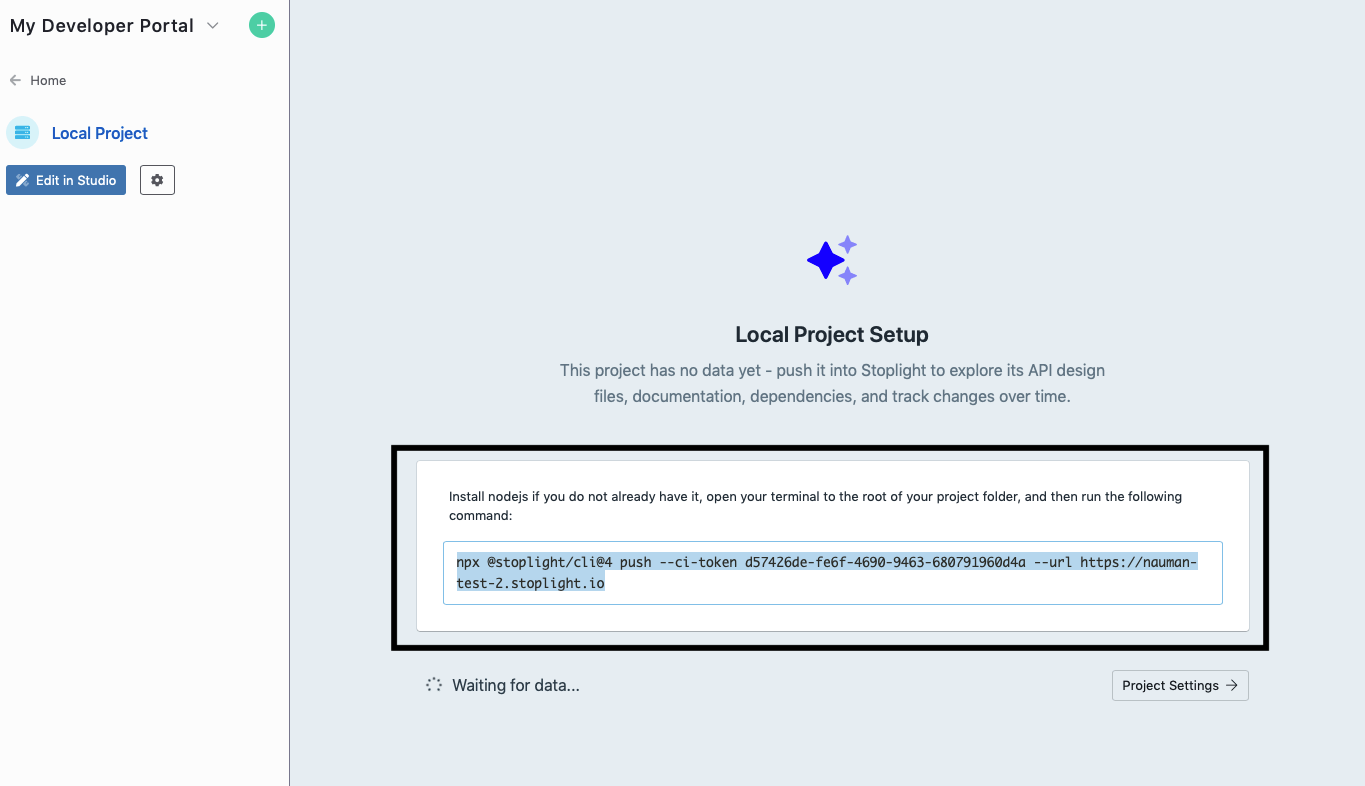 My Developer Portal
Home
Local Project
Edit in Studio
Local Project Setup
This project has no data yet - push it into Stoplight to explore its API design
files, documentation, dependencies, and track changes over time.
Install nodejs if you do not already have it, open your terminal to the root of your project folder, and then run the following
command:
npx @stoplight/cli@4 push --ci-token d57426de-fe6f-4690-9463-680791960d4a --url https://nauman-
test-2.stoplight.io
Waiting for data...
Project Settings